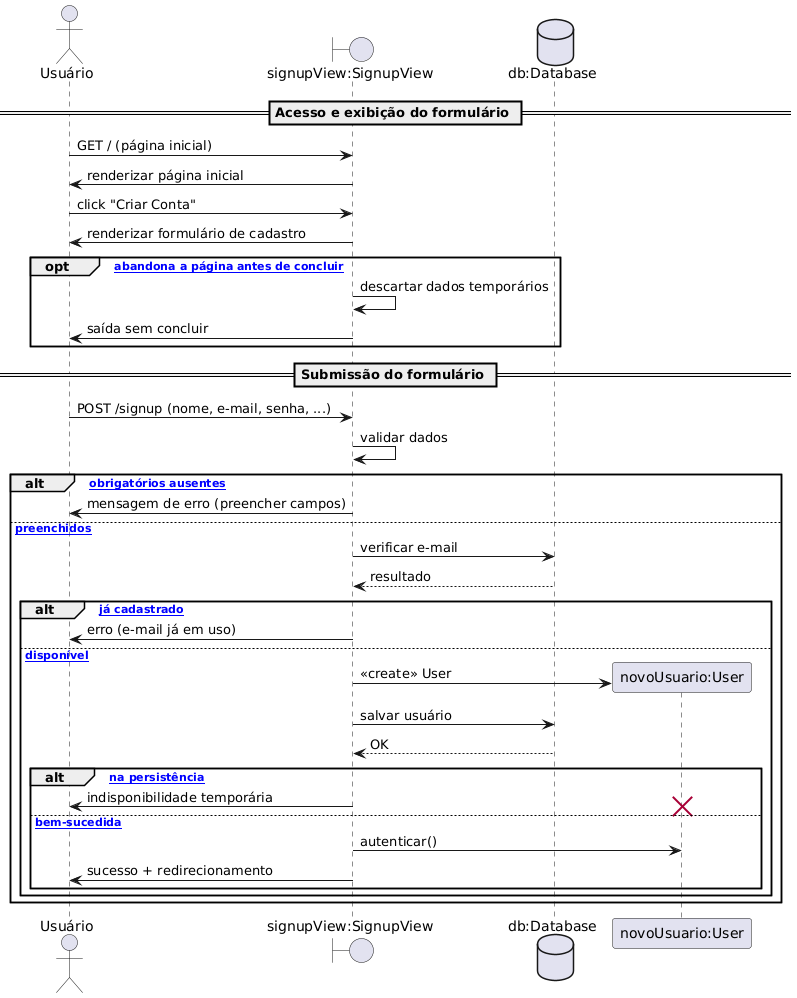 Usuário
signupView:SignupView
db:Database
Acesso e exibição do formulário
GET / (página inicial)
renderizar página inicial
click "Criar Conta"
renderizar formulário de cadastro
opt
abandona a página antes de concluir
descartar dados temporários
saída sem concluir
Submissão do formulário
POST /signup (nome, e-mail, senha, ...)
validar dados
alt
obrigatórios ausentes
mensagem de erro (preencher campos)
preenchidos
verificar e-mail
resultado
alt
já cadastrado
erro (e-mail já em uso)
disponível
«create» User
novoUsuario:User
salvar usuário
OK
alt
na persistência
indisponibilidade temporária
bem-sucedida
autenticar()
sucesso + redirecionamento
Usuário
signupView:SignupView
db:Database
novoUsuario:User